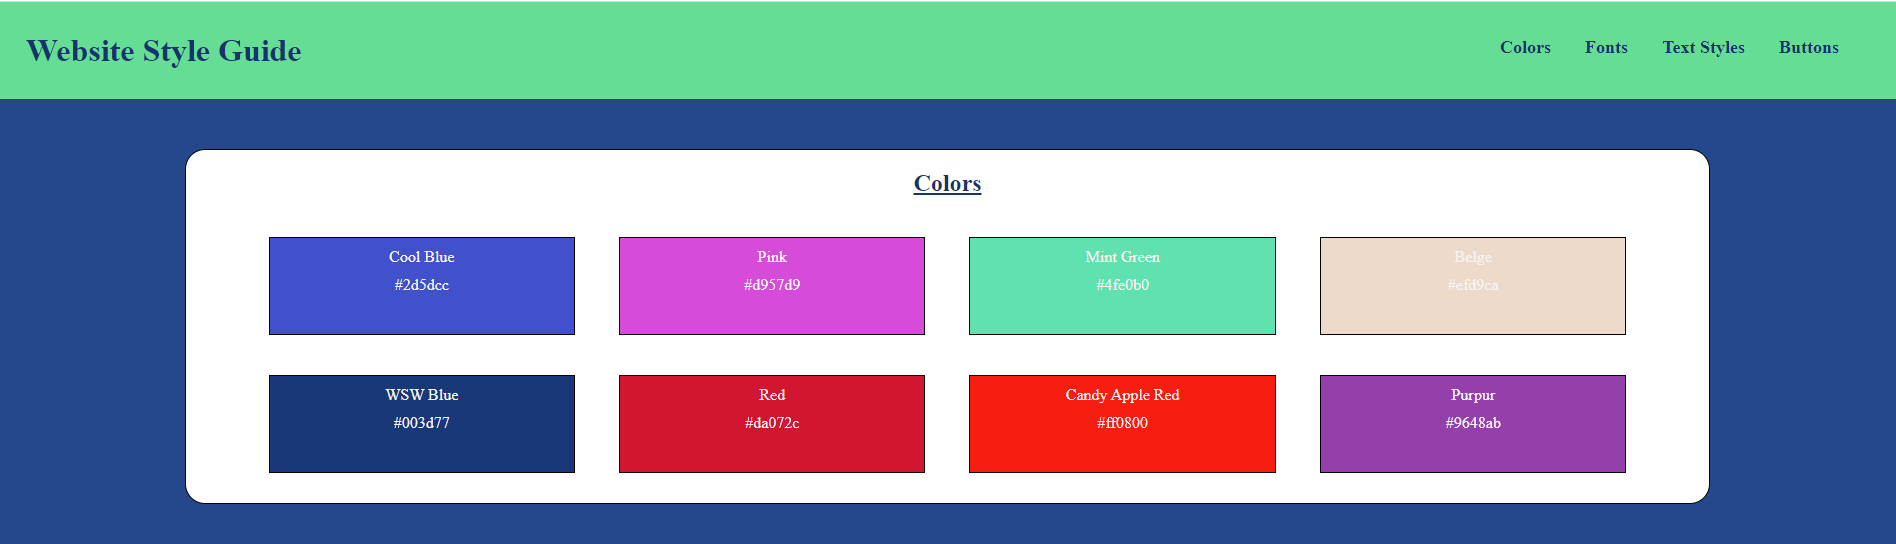 Website Style Guide
Colors Fonts Text Styles Buttons
Colors
Cool Blue
#2d5dcc
Pink
#d957d9
Mint Green
#4fe0b0
Belge
#efd9ca
WSW Blue
#003d77
Red
#da072c
Candy Apple Red
#ff0800
Purpur
#9648ab